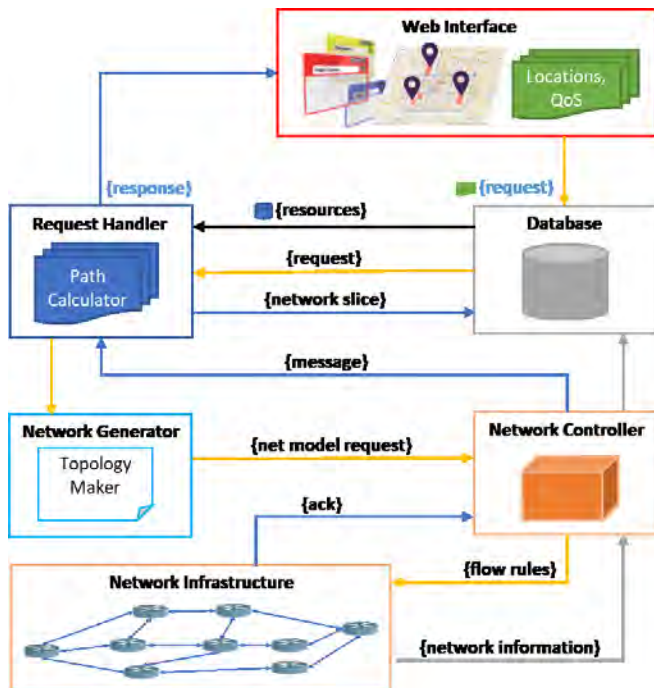 Web Interface
Locations,
QoS
{response}
{request}
Request Handler
{resources}
Database
Path
Calculator
{request}
{network slice}
{message}
Network Generator
Network Controller
Topology
Maker
{net model request}
{ack}
Network Infrastructure
{flow rules}
{network information}